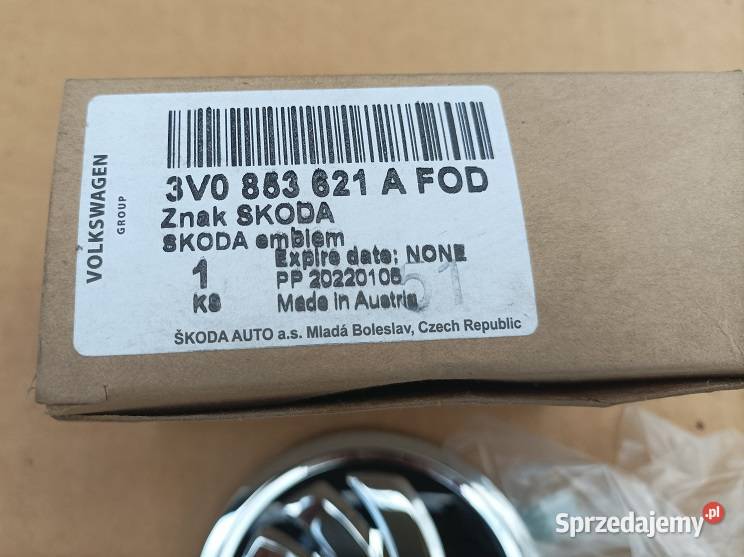 VOLKSWAGEN
GROUP
3V0 853 621 A FOD
Znak SKODA
SKODA emblem
Expire date: NONE
1
PP 20220105
KS
Made in Austria
51
ŠKODA AUTO a.s. Mladá Boleslav, Czech Republic
Sprzedajemy.pl